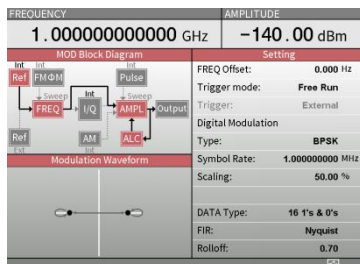 FREQUENCY AMPLITUDE
1.000000000000 GHz -140.00 dBm
MOD Block Diagram
Int Int Int
Ref FMΦM Pulse
Sweep Int Sweep
FREQ I/Q AMPL Output
Ref AM ALC
Ext Int
Modulation Waveform
Setting
FREQ Offset: 0.000 Hz
Trigger mode: Free Run
Trigger: External
Digital Modulation
Type: BPSK
Symbol Rate: 1.000000000 MHz
Scaling: 50.00 %
DATA Type: 16 1's & 0's
FIR: Nyquist
Rolloff: 0.70